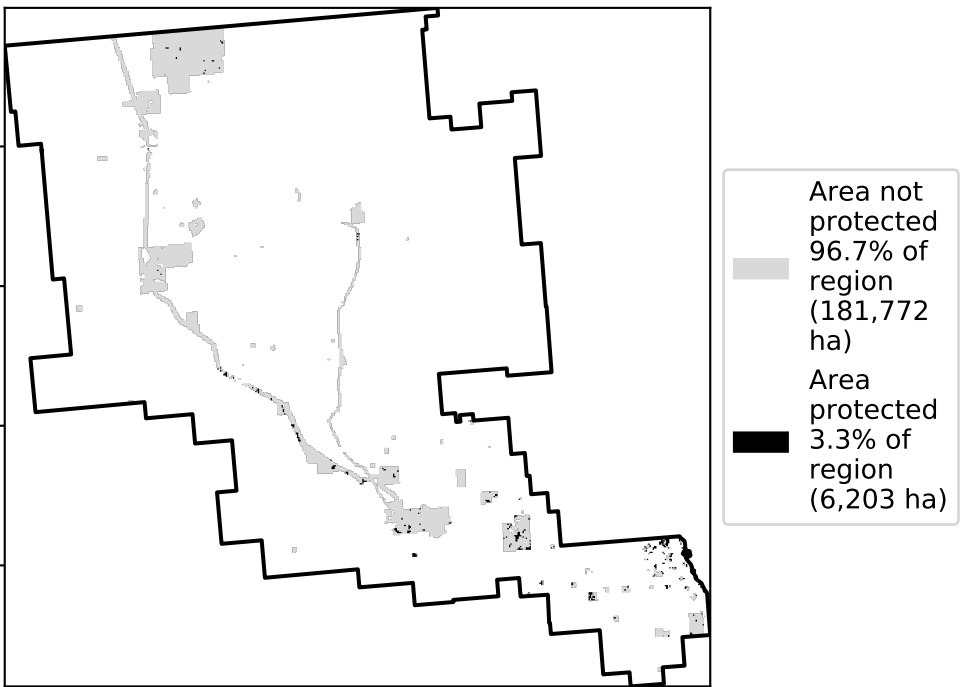 Area not
protected
96.7% of
region
(181,772
ha)
Area
protected
3.3% of
region
(6,203 ha)